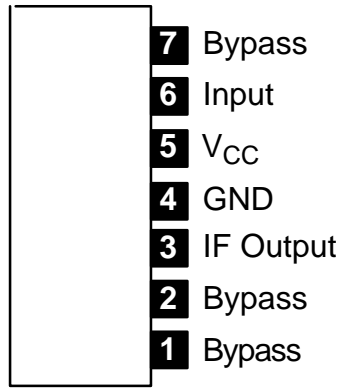 7 Bypass
6 Input
5 VCC
4 GND
3 IF Output
2 Bypass
1 Bypass